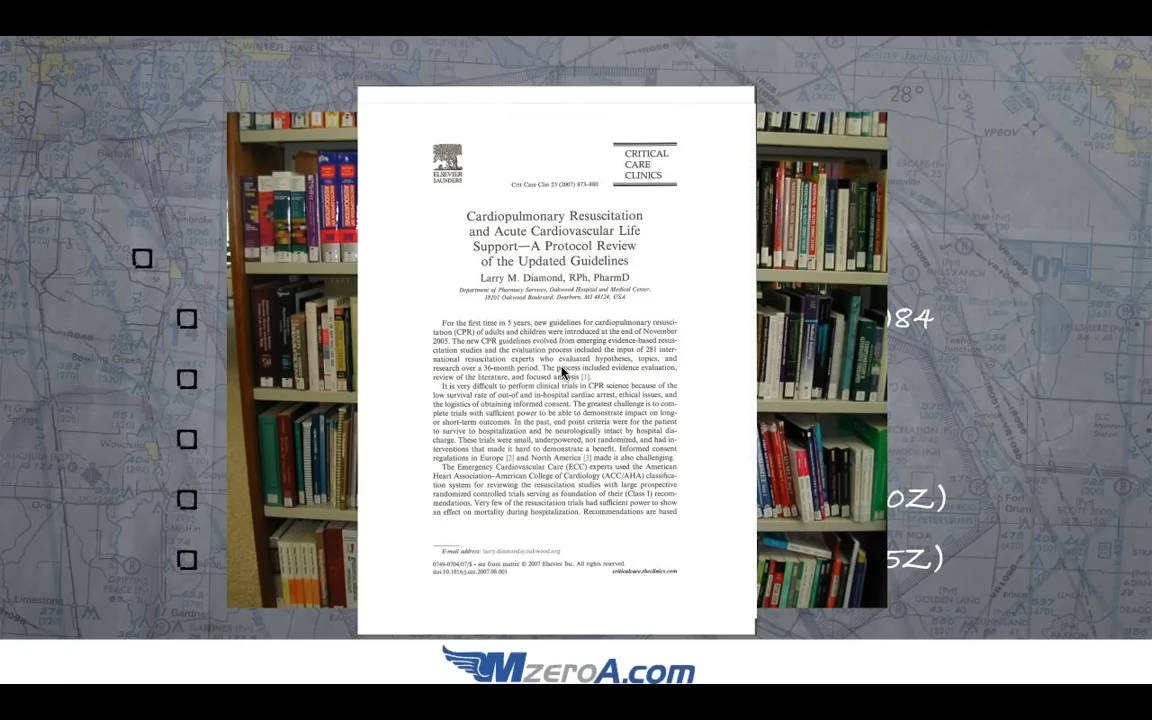 28°
ELSEVIER
SAUNDERS
CRITICAL
CARE
CLINICS
Crit Care Clin 23 (2007) 873–880
Cardiopulmonary Resuscitation
and Acute Cardiovascular Life
Support—A Protocol Review
of the Updated Guidelines
Larry M. Diamond, RPh, PharmD
Department of Pharmacy Services, Oakwood Hospital and Medical Center,
18101 Oakwood Boulevard, Dearborn, MI 48124, USA
For the first time in 5 years, new guidelines for cardiopulmonary resusci-
tation (CPR) of adults and children were introduced at the end of November
2005. The new CPR guidelines evolved from emerging evidence-based resus-
citation studies and the evaluation process included the input of 281 inter-
national resuscitation experts who evaluated hypotheses, topics, and
research over a 36-month period. The process included evidence evaluation,
review of the literature, and focused analysis [1].
It is very difficult to perform clinical trials in CPR science because of the
low survival rate of out-of and in-hospital cardiac arrest, ethical issues, and
the logistics of obtaining informed consent. The greatest challenge is to com-
plete trials with sufficient power to be able to demonstrate impact on long-
or short-term outcomes. In the past, end point criteria were for the patient
to survive to hospitalization and be neurologically intact by hospital dis-
charge. These trials were small, underpowered, not randomized, and had in-
terventions that made it hard to demonstrate a benefit. Informed consent
regulations in Europe [2] and North America [3] made it also challenging.
The Emergency Cardiovascular Care (ECC) experts used the American
Heart Association–American College of Cardiology (ACC/AHA) classifica-
tion system for reviewing the resuscitation studies with large prospective
randomized controlled trials serving as foundation of their (Class I) recom-
mendations. Very few of the resuscitation trials had sufficient power to show
an effect on mortality during hospitalization. Recommendations are based
E-mail address: larry.diamond@oakwood.org
0749-0704/07/$ - see front matter © 2007 Elsevier Inc. All rights reserved.
doi:10.1016/j.ccc.2007.08.001 criticalcare.theclinics.com
)84
0Z)
5Z)
MzeroA.com